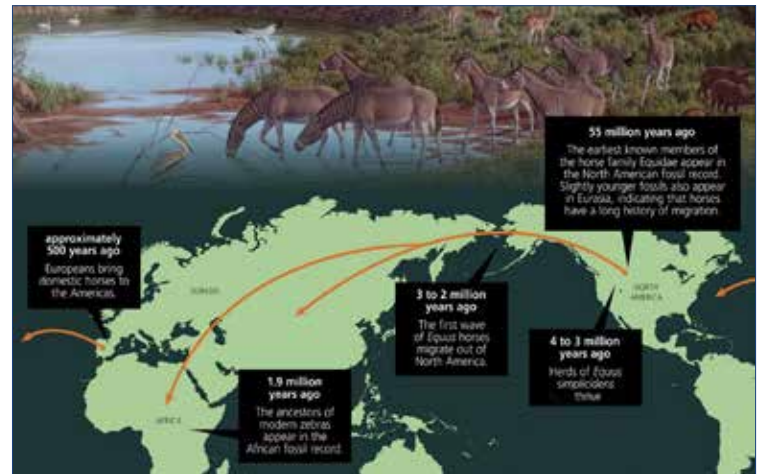 55 million years ago
The earliest known members
of the horse family Equidae appear in
the North American fossil record.
Slightly younger fossils also appear
in Eurasia, indicating that horses
have a long history of migration.
approximately
500 years ago
Europeans bring
domestic horses to
the Americas.
EURASIA
NORTH
AMERICA
3 to 2 million
years ago
The first wave
of Equus horses
migrate out of
North America.
4 to 3 million
years ago
Herds of Equus
simplicidens
thrive
1.9 million
years ago
The ancestors of
modern zebras
appear in the
African fossil record.
AFRICA